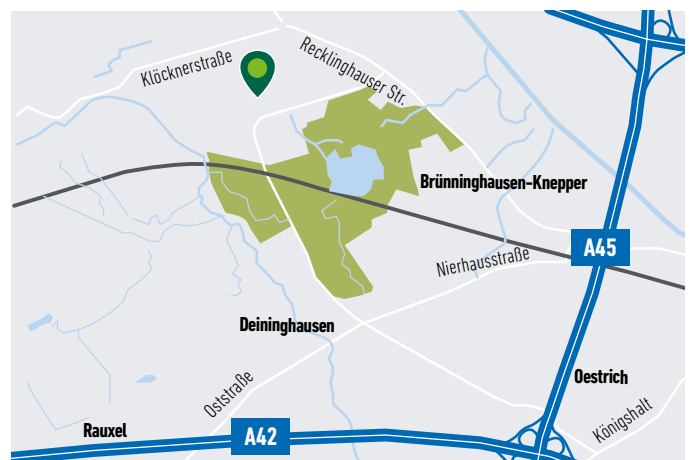 Klöcknerstraße
Recklinghauser Str.
Brünninghausen-Knepper
A45
Nierhausstraße
Deininghausen
Oststraße
Oestrich
Königshalt
Rauxel
A42